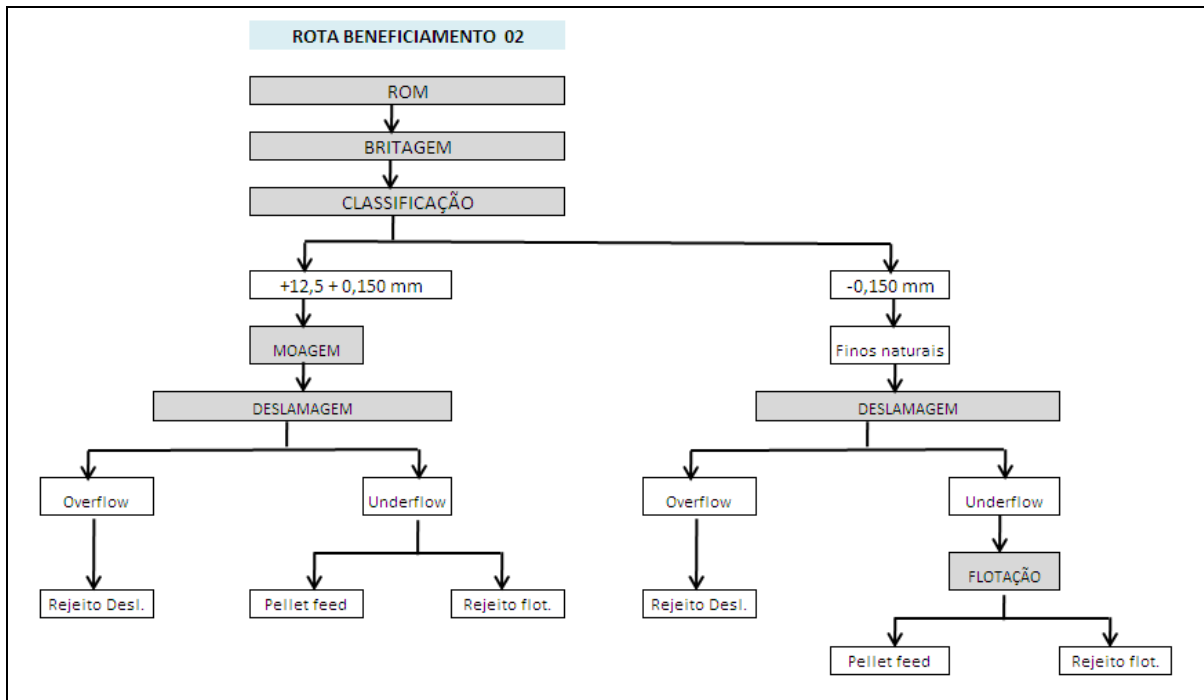 ROTA BENEFICIAMENTO 02
ROM
BRITAGEM
CLASSIFICAÇÃO
+12,5 + 0,150 mm
-0,150 mm
MOAGEM
Finos naturais
DESLAMAGEM
DESLAMAGEM
Overflow
Underflow
Overflow
Underflow
FLOTAÇÃO
Rejeito Desl.
Pellet feed
Rejeito flot.
Rejeito Desl.
Pellet feed
Rejeito flot.